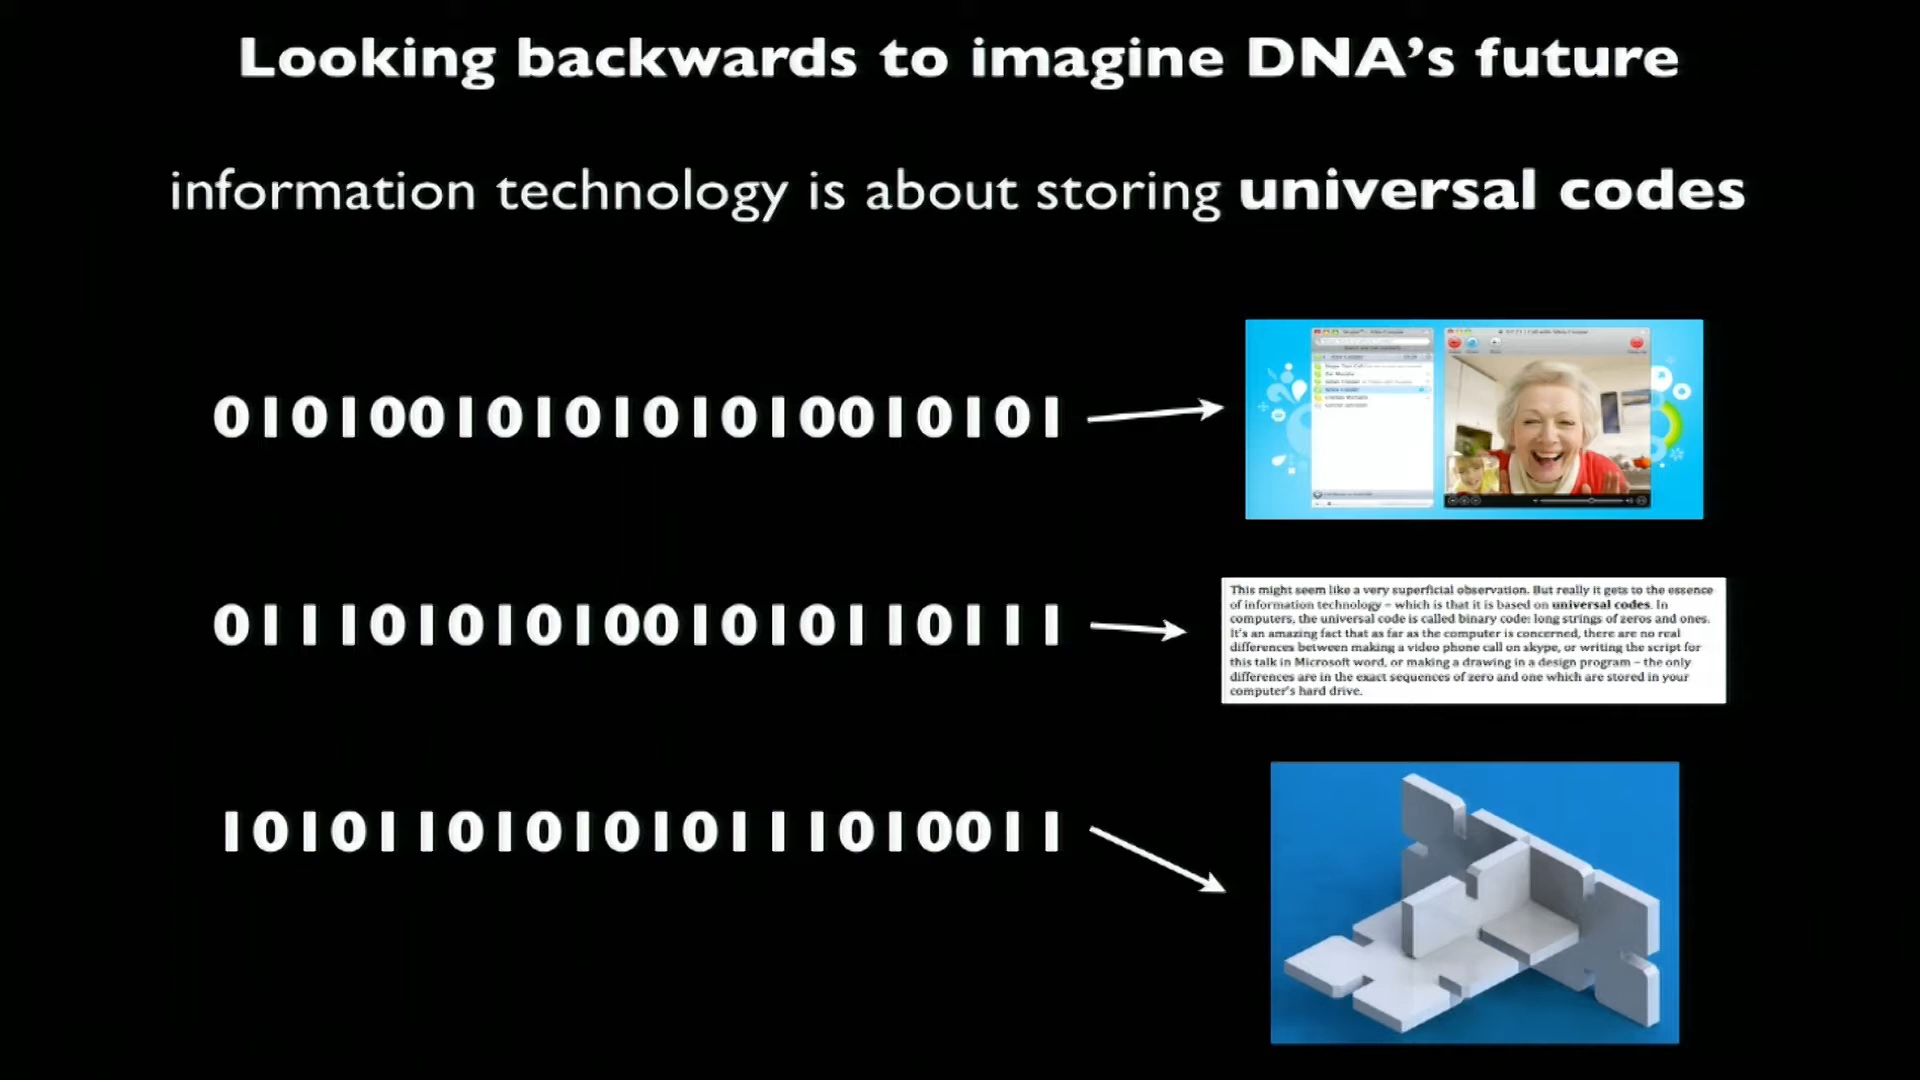 Looking backwards to imagine DNA's future
information technology is about storing universal codes
0101001010101010010101
0111010101001010110111
This might seem like a very superficial observation. But really it gets to the essence
of information technology – which is that it is based on universal codes. In
computers, the universal code is called binary code: long strings of zeros and ones.
It's an amazing fact that as far as the computer is concerned, there are no real
differences between making a video phone call on skype, or writing the script for
this talk in Microsoft word, or making a drawing in a design program – the only
differences are in the exact sequences of zero and one which are stored in your
computer's hard drive.
1010110101010111010011